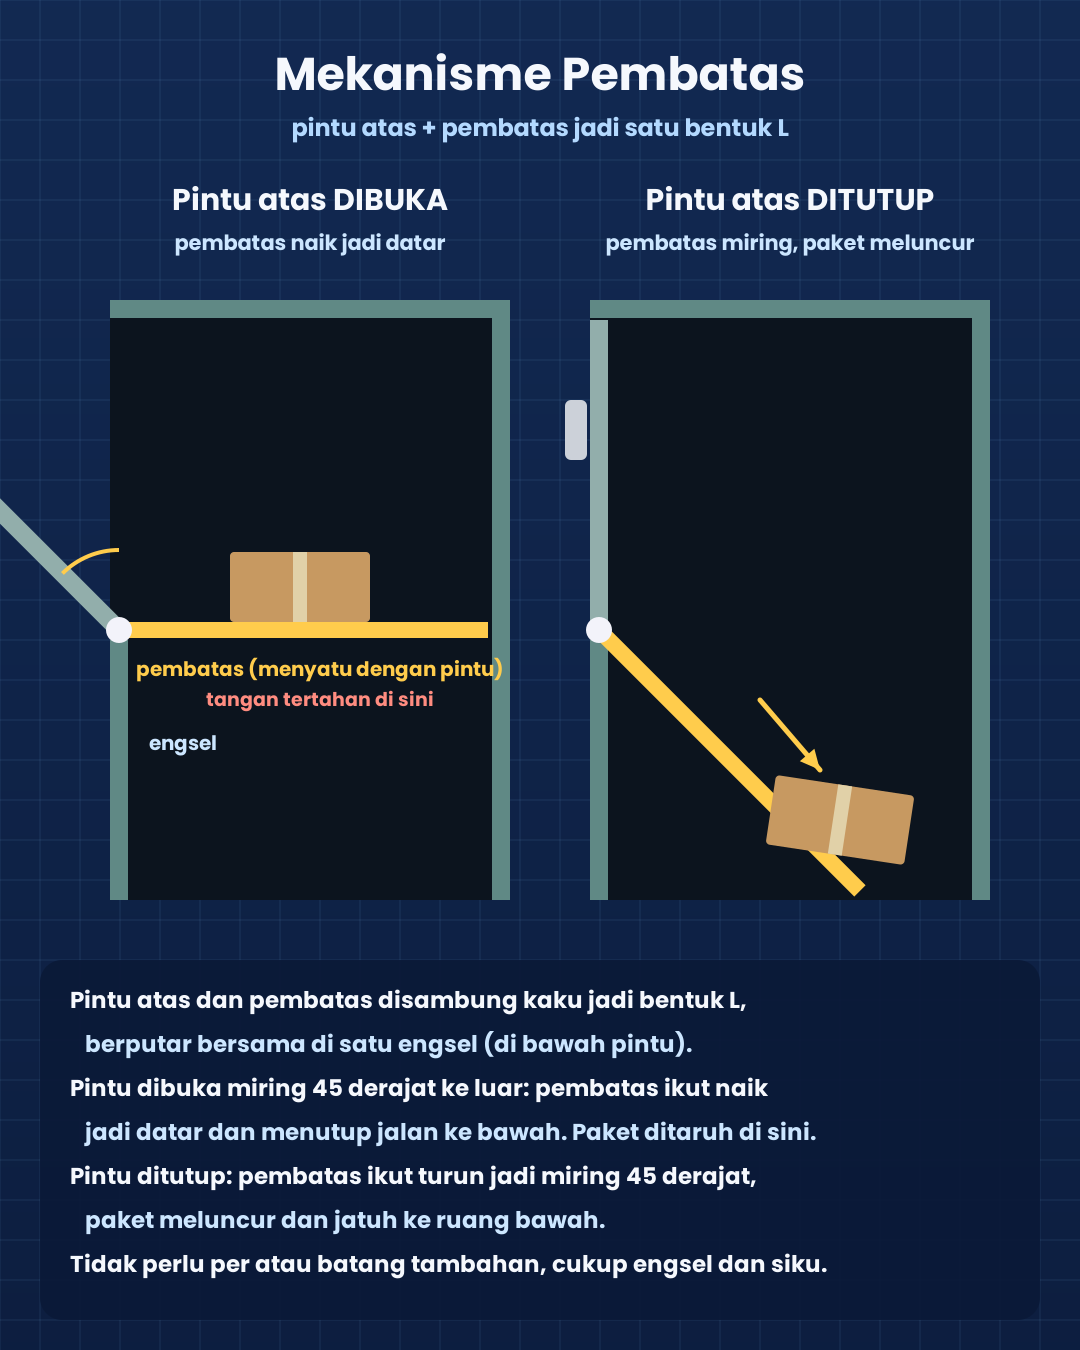 Mekanisme Pembatas
pintu atas + pembatas jadi satu bentuk L
Pintu atas DIBUKA
pembatas naik jadi datar
Pintu atas DITUTUP
pembatas miring, paket meluncur
pembatas (menyatu dengan pintu)
tangan tertahan di sini
engsel
Pintu atas dan pembatas disambung kaku jadi bentuk L,
berputar bersama di satu engsel (di bawah pintu).
Pintu dibuka miring 45 derajat ke luar: pembatas ikut naik
jadi datar dan menutup jalan ke bawah. Paket ditaruh di sini.
Pintu ditutup: pembatas ikut turun jadi miring 45 derajat,
paket meluncur dan jatuh ke ruang bawah.
Tidak perlu per atau batang tambahan, cukup engsel dan siku.